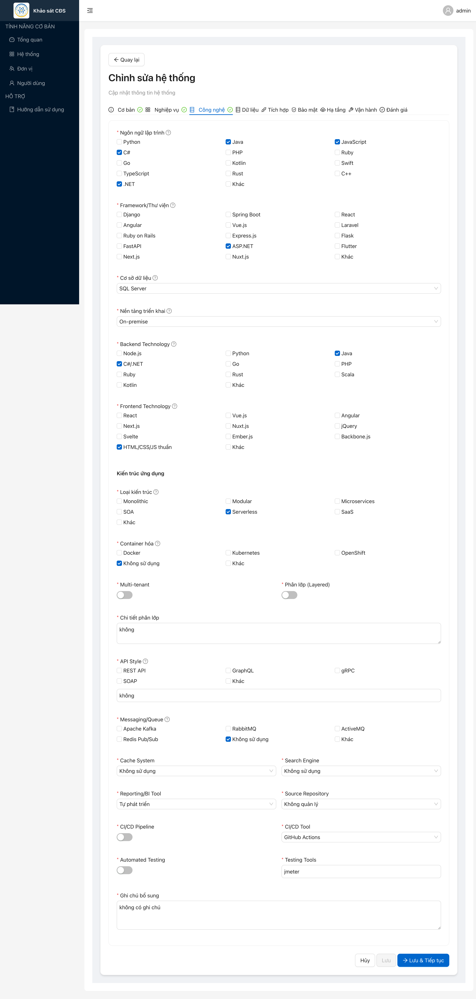 Khảo sát CĐS
admin
TÍNH NĂNG CƠ BẢN
Tổng quan
Hệ thống
Đơn vị
Người dùng
HỖ TRỢ
Hướng dẫn sử dụng
Quay lại
Chỉnh sửa hệ thống
Cập nhật thông tin hệ thống
Cơ bản Nghiệp vụ Công nghệ Dữ liệu Tích hợp Bảo mật Hạ tầng Vận hành Đánh giá
* Ngôn ngữ lập trình
Python Java JavaScript
C# PHP Ruby
Go Kotlin Swift
TypeScript Rust C++
.NET Khác
* Framework/Thư viện
Django Spring Boot React
Angular Vue.js Laravel
Ruby on Rails Express.js Flask
FastAPI ASP.NET Flutter
Next.js Nuxt.js Khác
* Cơ sở dữ liệu
SQL Server
* Nền tảng triển khai
On-premise
* Backend Technology
Node.js Python Java
C#/.NET Go PHP
Ruby Rust Scala
Kotlin Khác
* Frontend Technology
React Vue.js Angular
Next.js Nuxt.js jQuery
Svelte Ember.js Backbone.js
HTML/CSS/JS thuần Khác
Kiến trúc ứng dụng
* Loại kiến trúc
Monolithic Modular Microservices
SOA Serverless SaaS
Khác
* Container hóa
Docker Kubernetes OpenShift
Không sử dụng Khác
* Multi-tenant * Phân lớp (Layered)
* Chi tiết phân lớp
không
* API Style
REST API GraphQL gRPC
SOAP Khác
không
* Messaging/Queue
Apache Kafka RabbitMQ ActiveMQ
Redis Pub/Sub Không sử dụng Khác
* Cache System * Search Engine
Không sử dụng Không sử dụng
* Reporting/BI Tool * Source Repository
Tự phát triển Không quản lý
* CI/CD Pipeline * CI/CD Tool
GitHub Actions
* Automated Testing * Testing Tools
jmeter
* Ghi chú bổ sung
không có ghi chú
Hủy Lưu Lưu & Tiếp tục